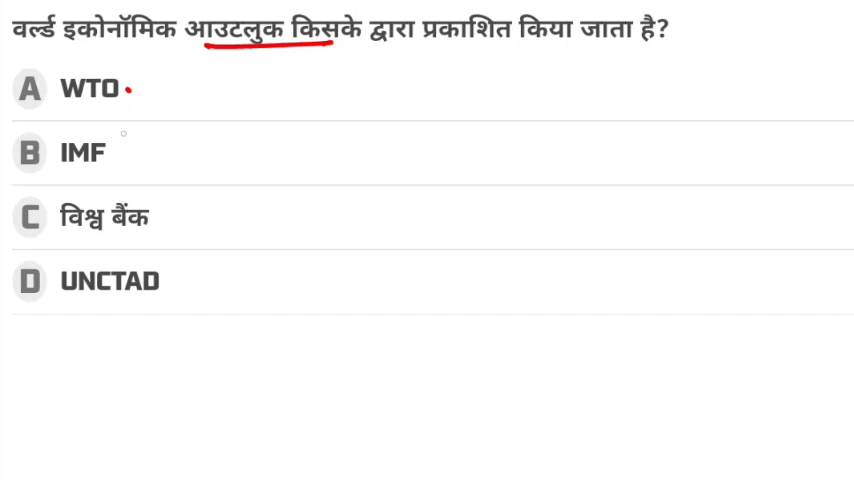 वर्ल्ड इकोनॉमिक आउटलुक किसके द्वारा प्रकाशित किया जाता है?
A WTO
B IMF
C विश्व बैंक
D UNCTAD